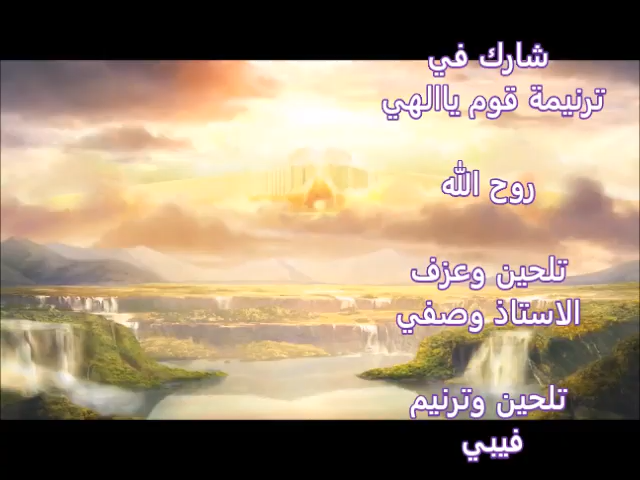 شارك في
ترنيمة قوم ياالهي
روح الله
تلحين وعزف
الاستاذ وصفي
تلحين وترنيم
فيبي